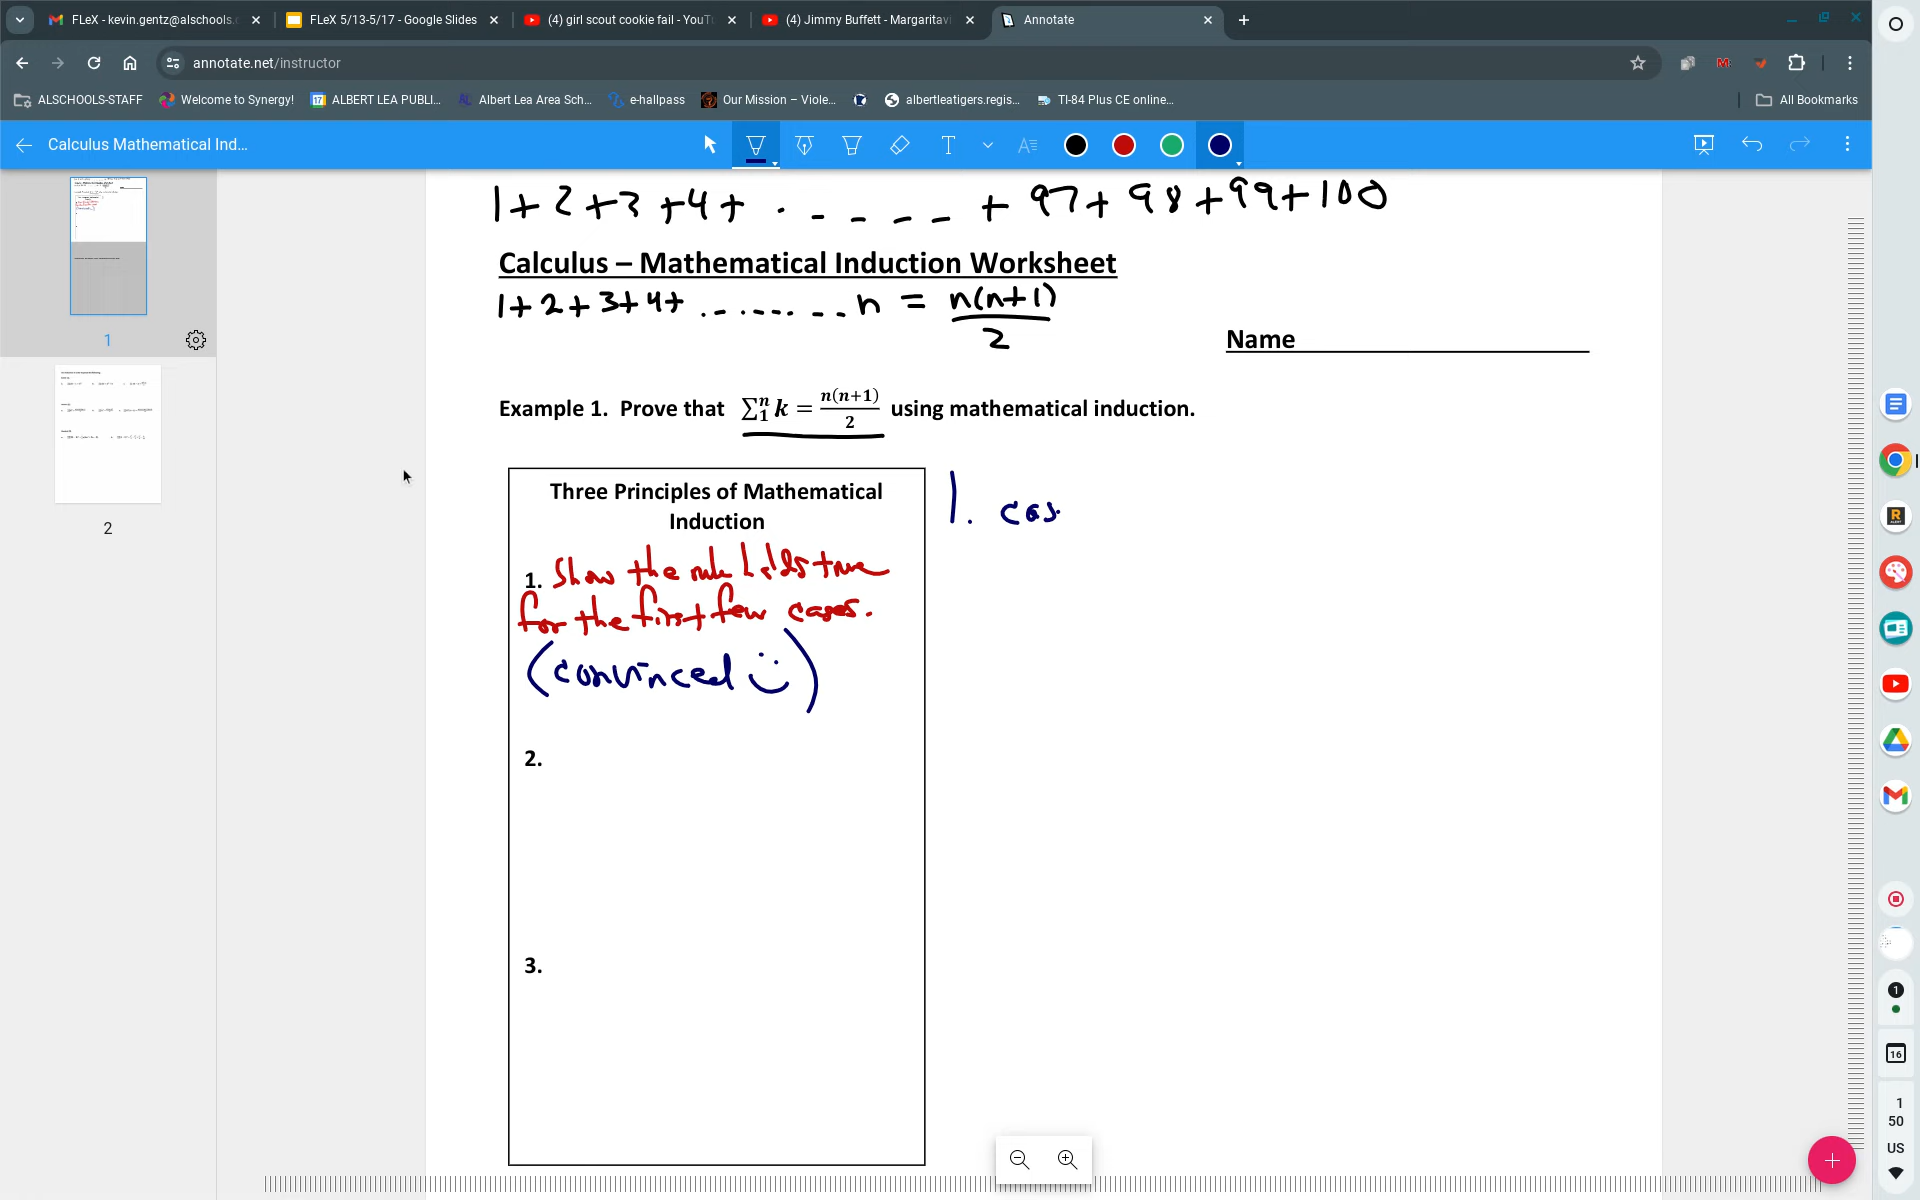 FLeX - kevin.gentz@alschools.
FLeX 5/13-5/17 - Google Slides
(4) girl scout cookie fail - YouT
(4) Jimmy Buffett - Margaritavi
Annotate
annotate.net/instructor
ALSCHOOLS-STAFF
Welcome to Synergy!
17
ALBERT LEA PUBLI...
Albert Lea Area Sch...
e-hallpass
Our Mission – Viole...
albertleatigers.regis...
TI-84 Plus CE online...
All Bookmarks
Calculus Mathematical Ind...
1+2+3+4+ . - - - - + 97+98+99+100
Calculus – Mathematical Induction Worksheet
1+2+3+4+ ......... n = n(n+1)/2
Name
Example 1. Prove that ∑₁ⁿ k = n(n+1)/2 using mathematical induction.
Three Principles of Mathematical
Induction
1. Show the rule holds true
for the first few cases.
(convinced :))
2.
3.
1. cas
1
2
16
1
50
US